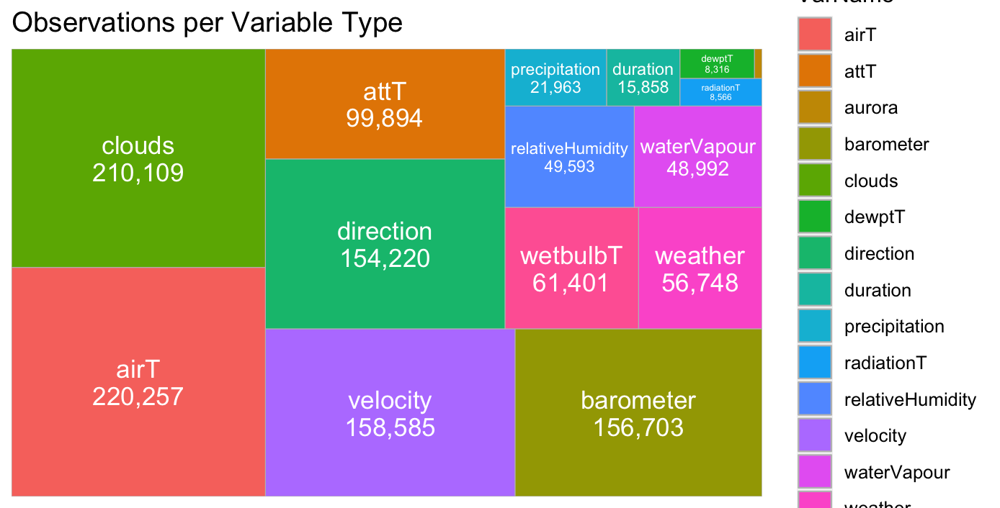 Observations per Variable Type
clouds
210,109
airT
220,257
attT
99,894
direction
154,220
velocity
158,585
barometer
156,703
precipitation
21,963
duration
15,858
dewptT
8,316
radiationT
8,566
relativeHumidity
49,593
waterVapour
48,992
wetbulbT
61,401
weather
56,748
airT
attT
aurora
barometer
clouds
dewptT
direction
duration
precipitation
radiationT
relativeHumidity
velocity
waterVapour
weather